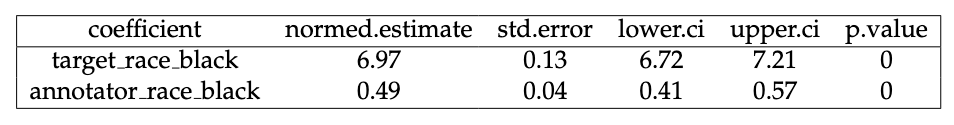 coefficient normed.estimate std.error lower.ci upper.ci p.value
target_race_black 6.97 0.13 6.72 7.21 0
annotator_race_black 0.49 0.04 0.41 0.57 0